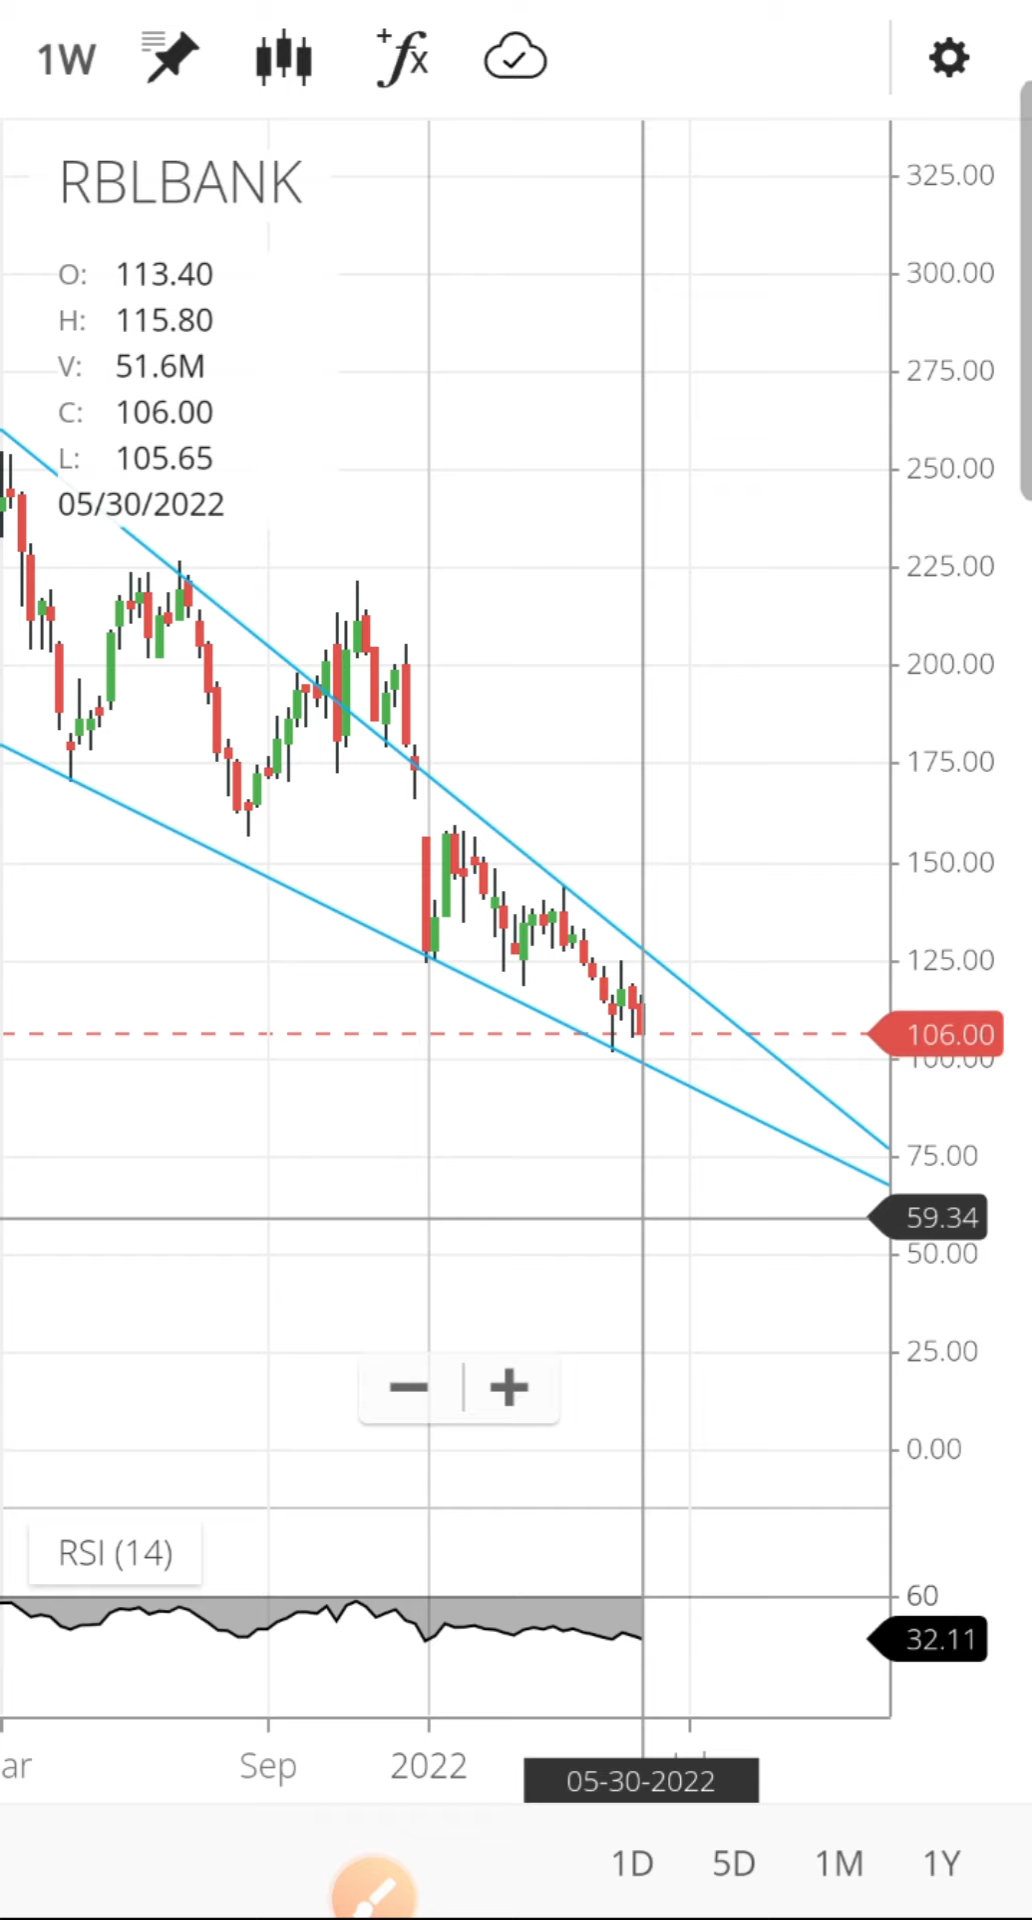 1W
RBLBANK
O: 113.40
H: 115.80
V: 51.6M
C: 106.00
L: 105.65
05/30/2022
325.00
300.00
275.00
250.00
225.00
200.00
175.00
150.00
125.00
106.00
100.00
75.00
59.34
50.00
25.00
0.00
RSI (14)
60
32.11
ar Sep 2022 05-30-2022
1D 5D 1M 1Y